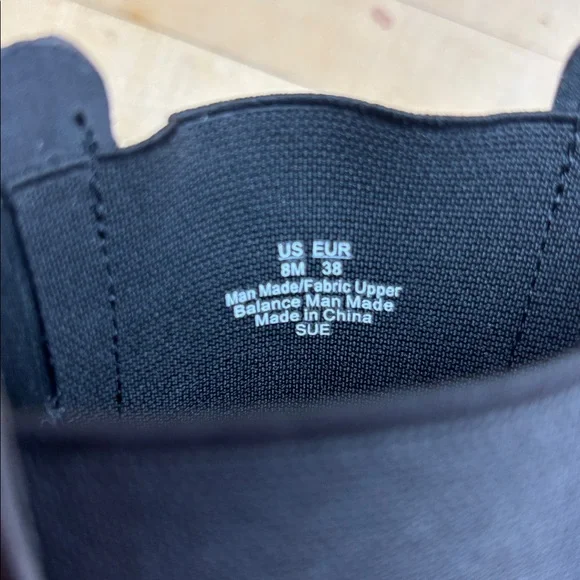 US EUR
8M 38
Man Made/Fabric Upper
Balance Man Made
Made in China
SUE